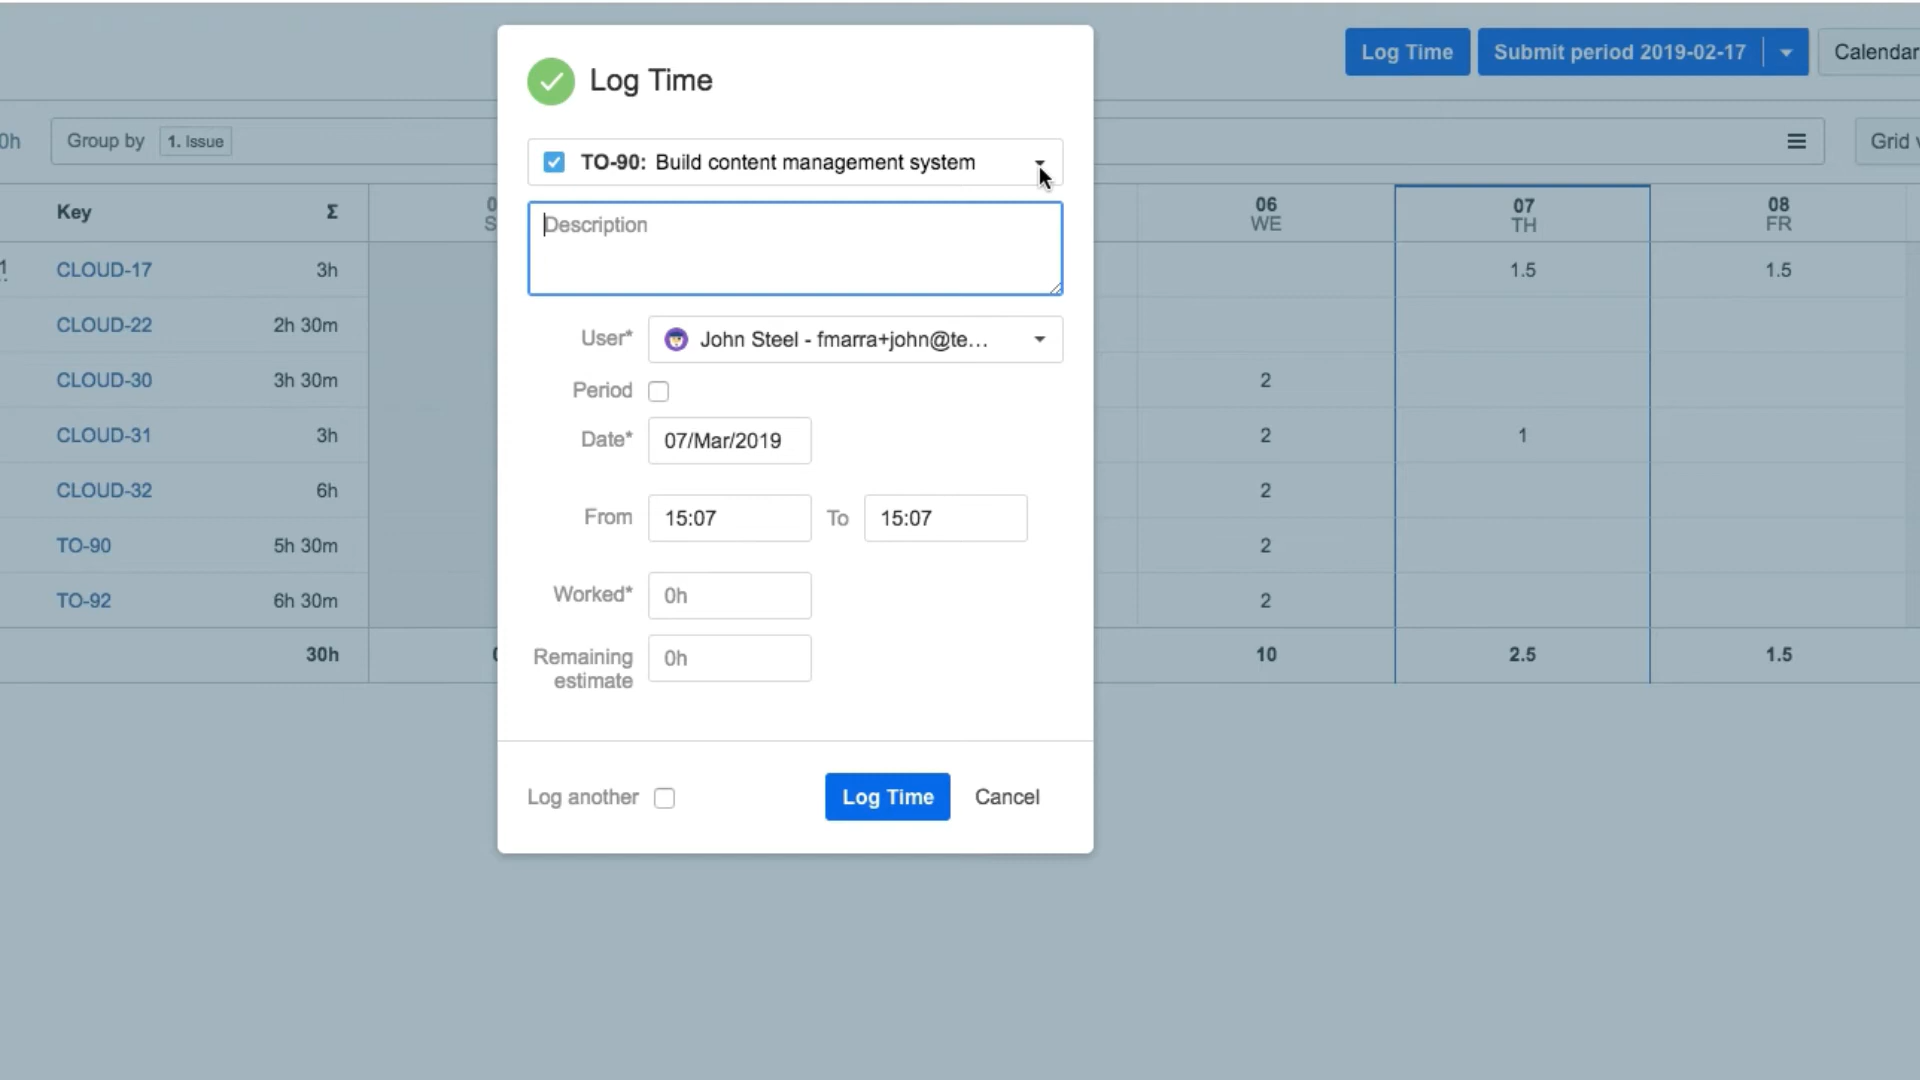 Log Time
Submit period 2019-02-17
Calendar
0h
Group by 1. Issue
Grid
Log Time
TO-90: Build content management system
Description
User* John Steel - fmarra+john@te...
Period
Date* 07/Mar/2019
From 15:07 To 15:07
Worked* 0h
Remaining estimate 0h
Log another
Log Time
Cancel
Key Σ
06 WE
07 TH
08 FR
CLOUD-17 3h 1.5 1.5
CLOUD-22 2h 30m
CLOUD-30 3h 30m 2
CLOUD-31 3h 2 1
CLOUD-32 6h 2
TO-90 5h 30m 2
TO-92 6h 30m 2
30h 10 2.5 1.5